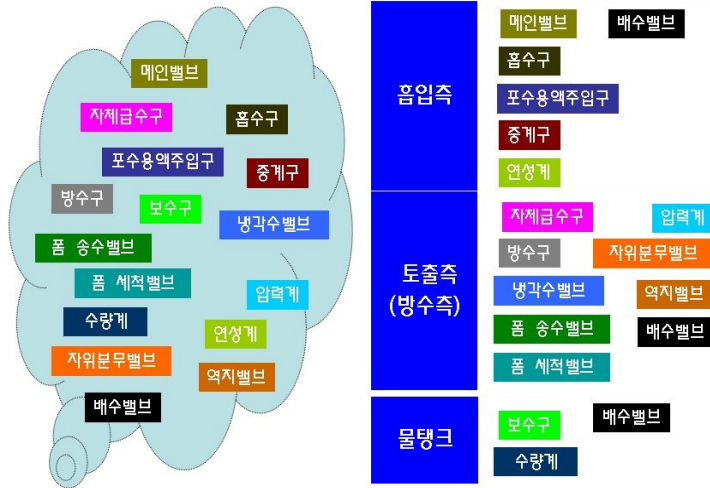 메인밸브
자체급수구
흡수구
포수용액주입구
중계구
방수구
보수구
냉각수밸브
폼 송수밸브
폼 세척밸브
압력계
수량계
연성계
자위분무밸브
역지밸브
배수밸브
흡입측
메인밸브
배수밸브
흡수구
포수용액주입구
중계구
연성계
토출측
(방수측)
자체급수구
압력계
방수구
자위분무밸브
냉각수밸브
역지밸브
폼 송수밸브
배수밸브
폼 세척밸브
물탱크
보수구
배수밸브
수량계